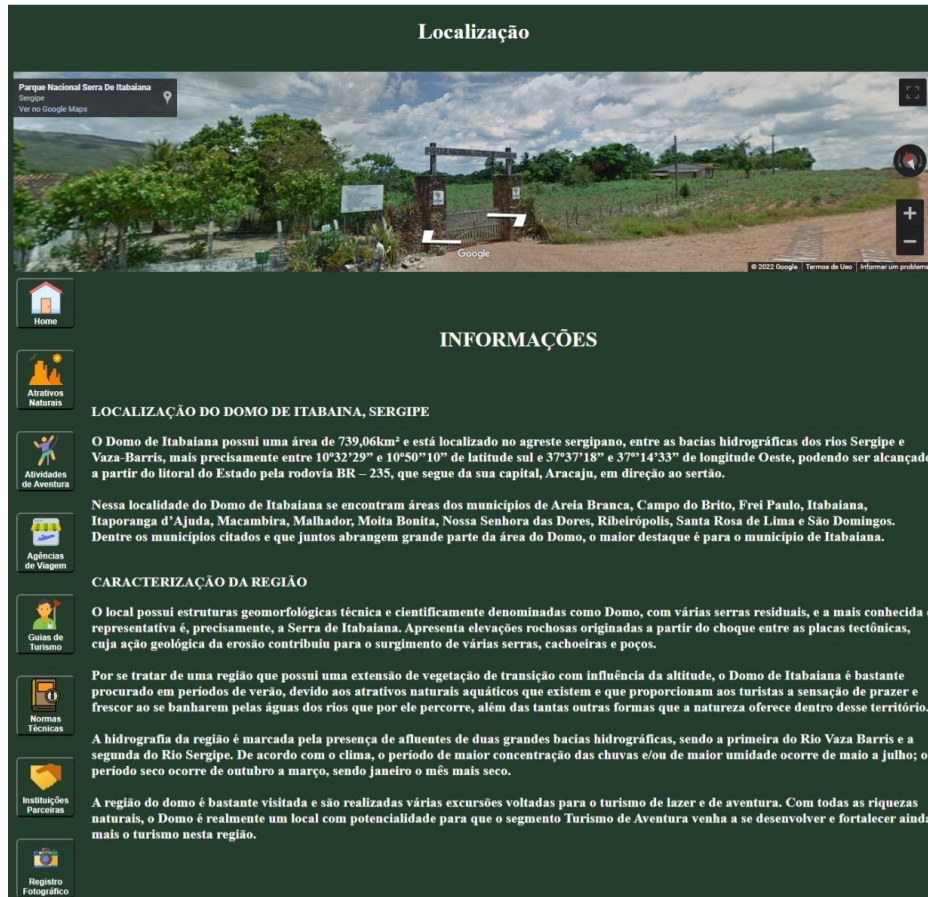 Localização
Parque Nacional Serra De Itabaiana
Sergipe
Ver no Google Maps
Google
© 2022 Google
Termos de Uso
Informar um problema
Home
Atrativos
Naturais
Atividades
de Aventura
Agências
de Viagem
Guias de
Turismo
Normas
Técnicas
Instituições
Parceiras
Registro
Fotográfico
INFORMAÇÕES
LOCALIZAÇÃO DO DOMO DE ITABAINA, SERGIPE
O Domo de Itabaiana possui uma área de 739,06km² e está localizado no agreste sergipano, entre as bacias hidrográficas dos rios Sergipe e
Vaza-Barris, mais precisamente entre 10º32’29” e 10º50”10” de latitude sul e 37º37’18” e 37º’14’33” de longitude Oeste, podendo ser alcançado
a partir do litoral do Estado pela rodovia BR – 235, que segue da sua capital, Aracaju, em direção ao sertão.
Nessa localidade do Domo de Itabaiana se encontram áreas dos municípios de Areia Branca, Campo do Brito, Frei Paulo, Itabaiana,
Itaporanga d’Ajuda, Macambira, Malhador, Moita Bonita, Nossa Senhora das Dores, Ribeirópolis, Santa Rosa de Lima e São Domingos.
Dentre os municípios citados e que juntos abrangem grande parte da área do Domo, o maior destaque é para o município de Itabaiana.
CARACTERIZAÇÃO DA REGIÃO
O local possui estruturas geomorfológicas técnica e cientificamente denominadas como Domo, com várias serras residuais, e a mais conhecida e
representativa é, precisamente, a Serra de Itabaiana. Apresenta elevações rochosas originadas a partir do choque entre as placas tectônicas,
cuja ação geológica da erosão contribuiu para o surgimento de várias serras, cachoeiras e poços.
Por se tratar de uma região que possui uma extensão de vegetação de transição com influência da altitude, o Domo de Itabaiana é bastante
procurado em períodos de verão, devido aos atrativos naturais aquáticos que existem e que proporcionam aos turistas a sensação de prazer e
frescor ao se banharem pelas águas dos rios que por ele percorre, além das tantas outras formas que a natureza oferece dentro desse território.
A hidrografia da região é marcada pela presença de afluentes de duas grandes bacias hidrográficas, sendo a primeira do Rio Vaza Barris e a
segunda do Rio Sergipe. De acordo com o clima, o período de maior concentração das chuvas e/ou de maior umidade ocorre de maio a julho; o
período seco ocorre de outubro a março, sendo janeiro o mês mais seco.
A região do domo é bastante visitada e são realizadas várias excursões voltadas para o turismo de lazer e de aventura. Com todas as riquezas
naturais, o Domo é realmente um local com potencialidade para que o segmento Turismo de Aventura venha a se desenvolver e fortalecer ainda
mais o turismo nesta região.